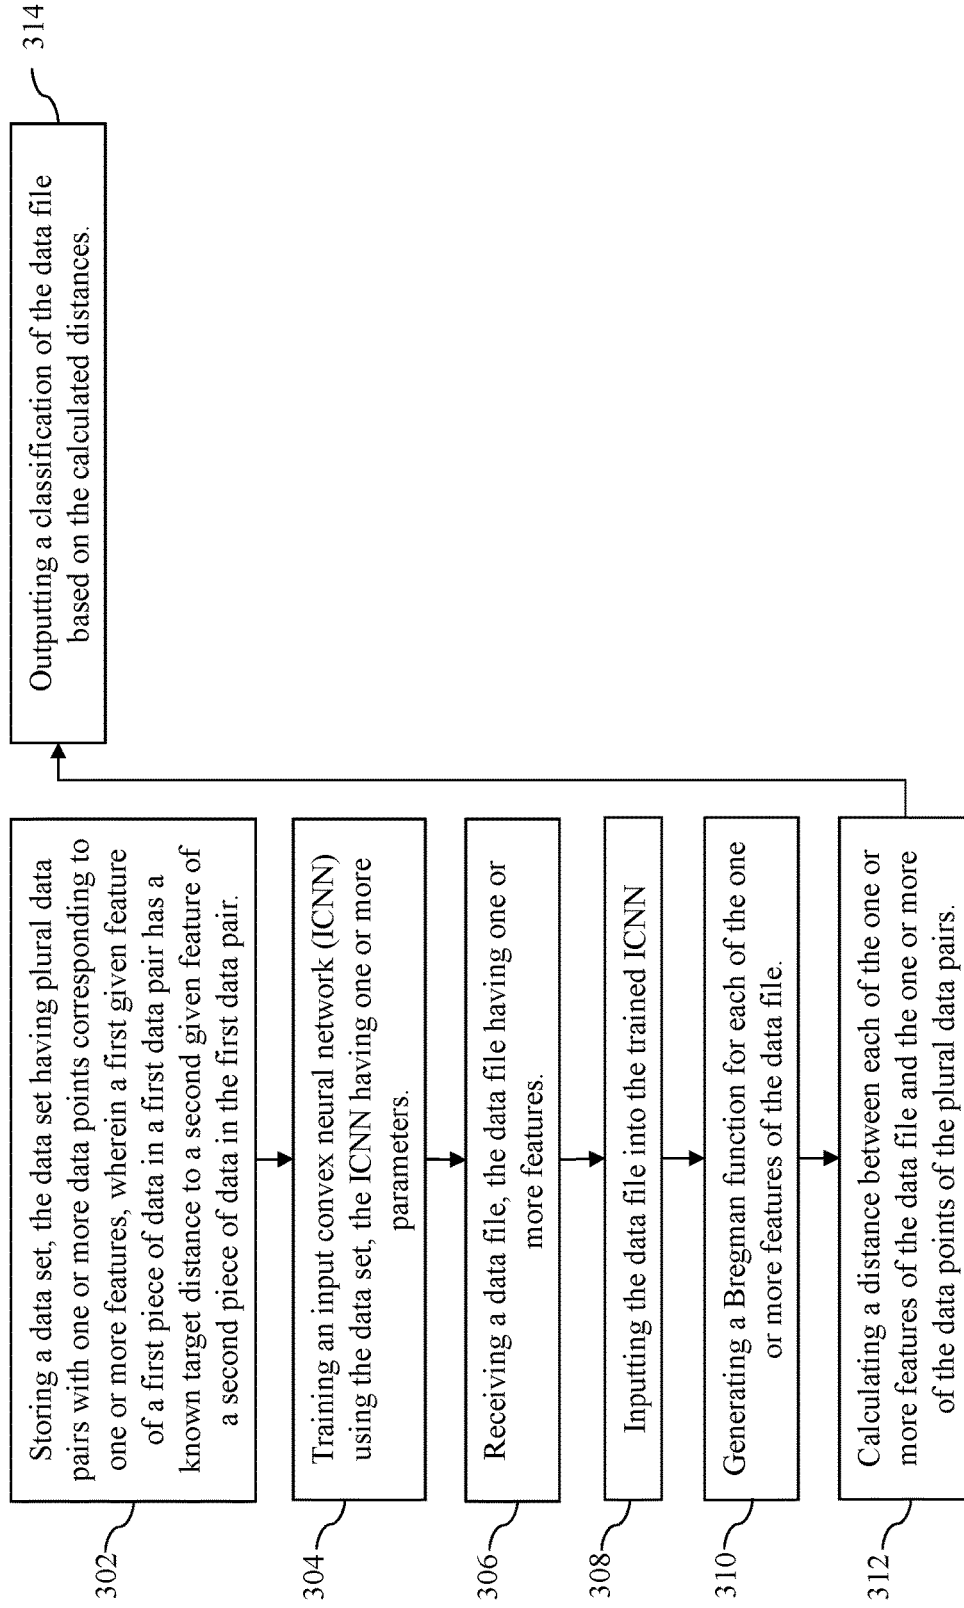 302
Storing a data set, the data set having plural data
pairs with one or more data points corresponding to
one or more features, wherein a first given feature
of a first piece of data in a first data pair has a
known target distance to a second given feature of
a second piece of data in the first data pair.
304
Training an input convex neural network (ICNN)
using the data set, the ICNN having one or more
parameters.
306
Receiving a data file, the data file having one or
more features.
308
Inputting the data file into the trained ICNN
310
Generating a Bregman function for each of the one
or more features of the data file.
312
Calculating a distance between each of the one or
more features of the data file and the one or more
of the data points of the plural data pairs.
Outputing a classification of the data file
based on the calculated distances.
314